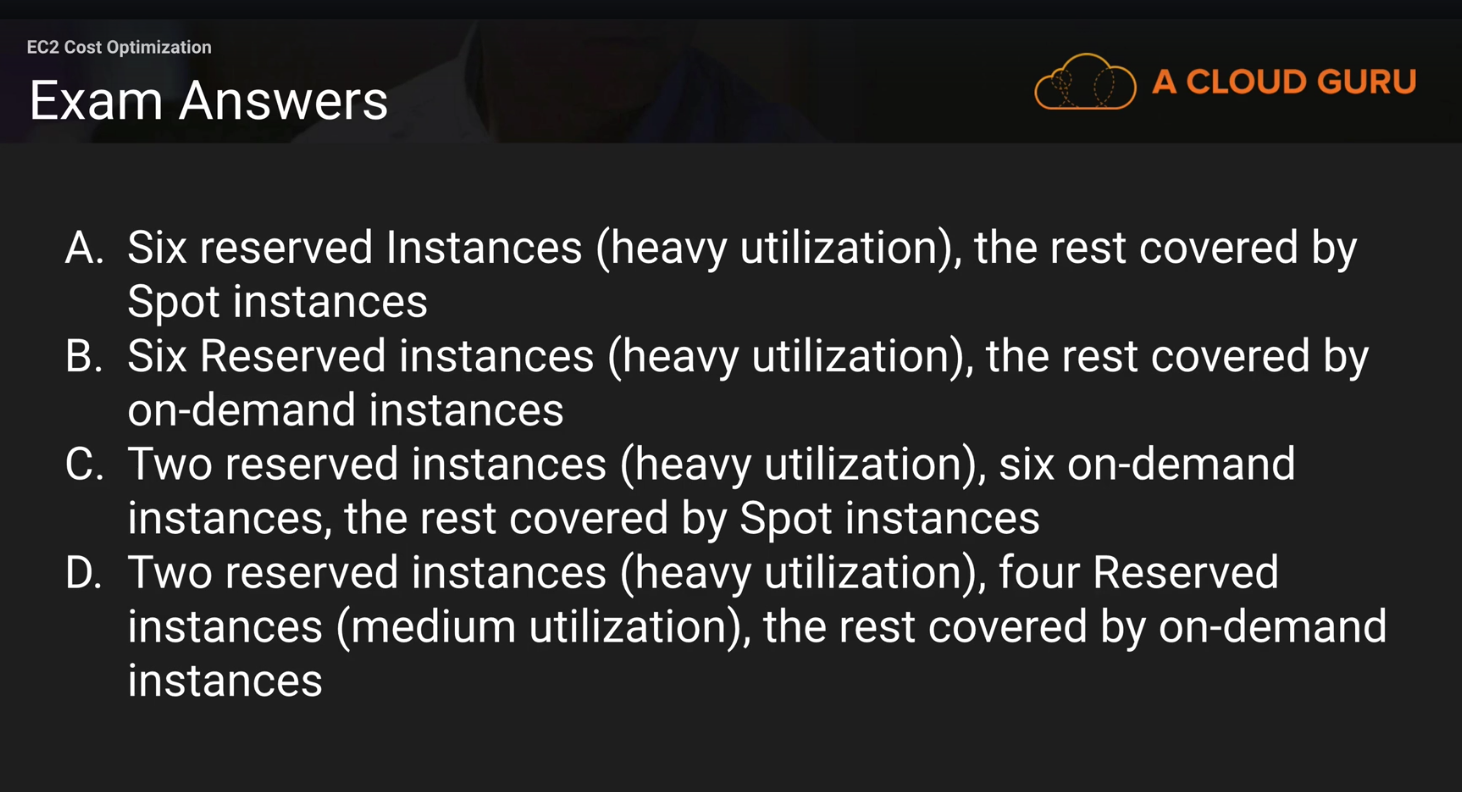 EC2 Cost Optimization
Exam Answers
A CLOUD GURU
A. Six reserved Instances (heavy utilization), the rest covered by
Spot instances
B. Six Reserved instances (heavy utilization), the rest covered by
on-demand instances
C. Two reserved instances (heavy utilization), six on-demand
instances, the rest covered by Spot instances
D. Two reserved instances (heavy utilization), four Reserved
instances (medium utilization), the rest covered by on-demand
instances